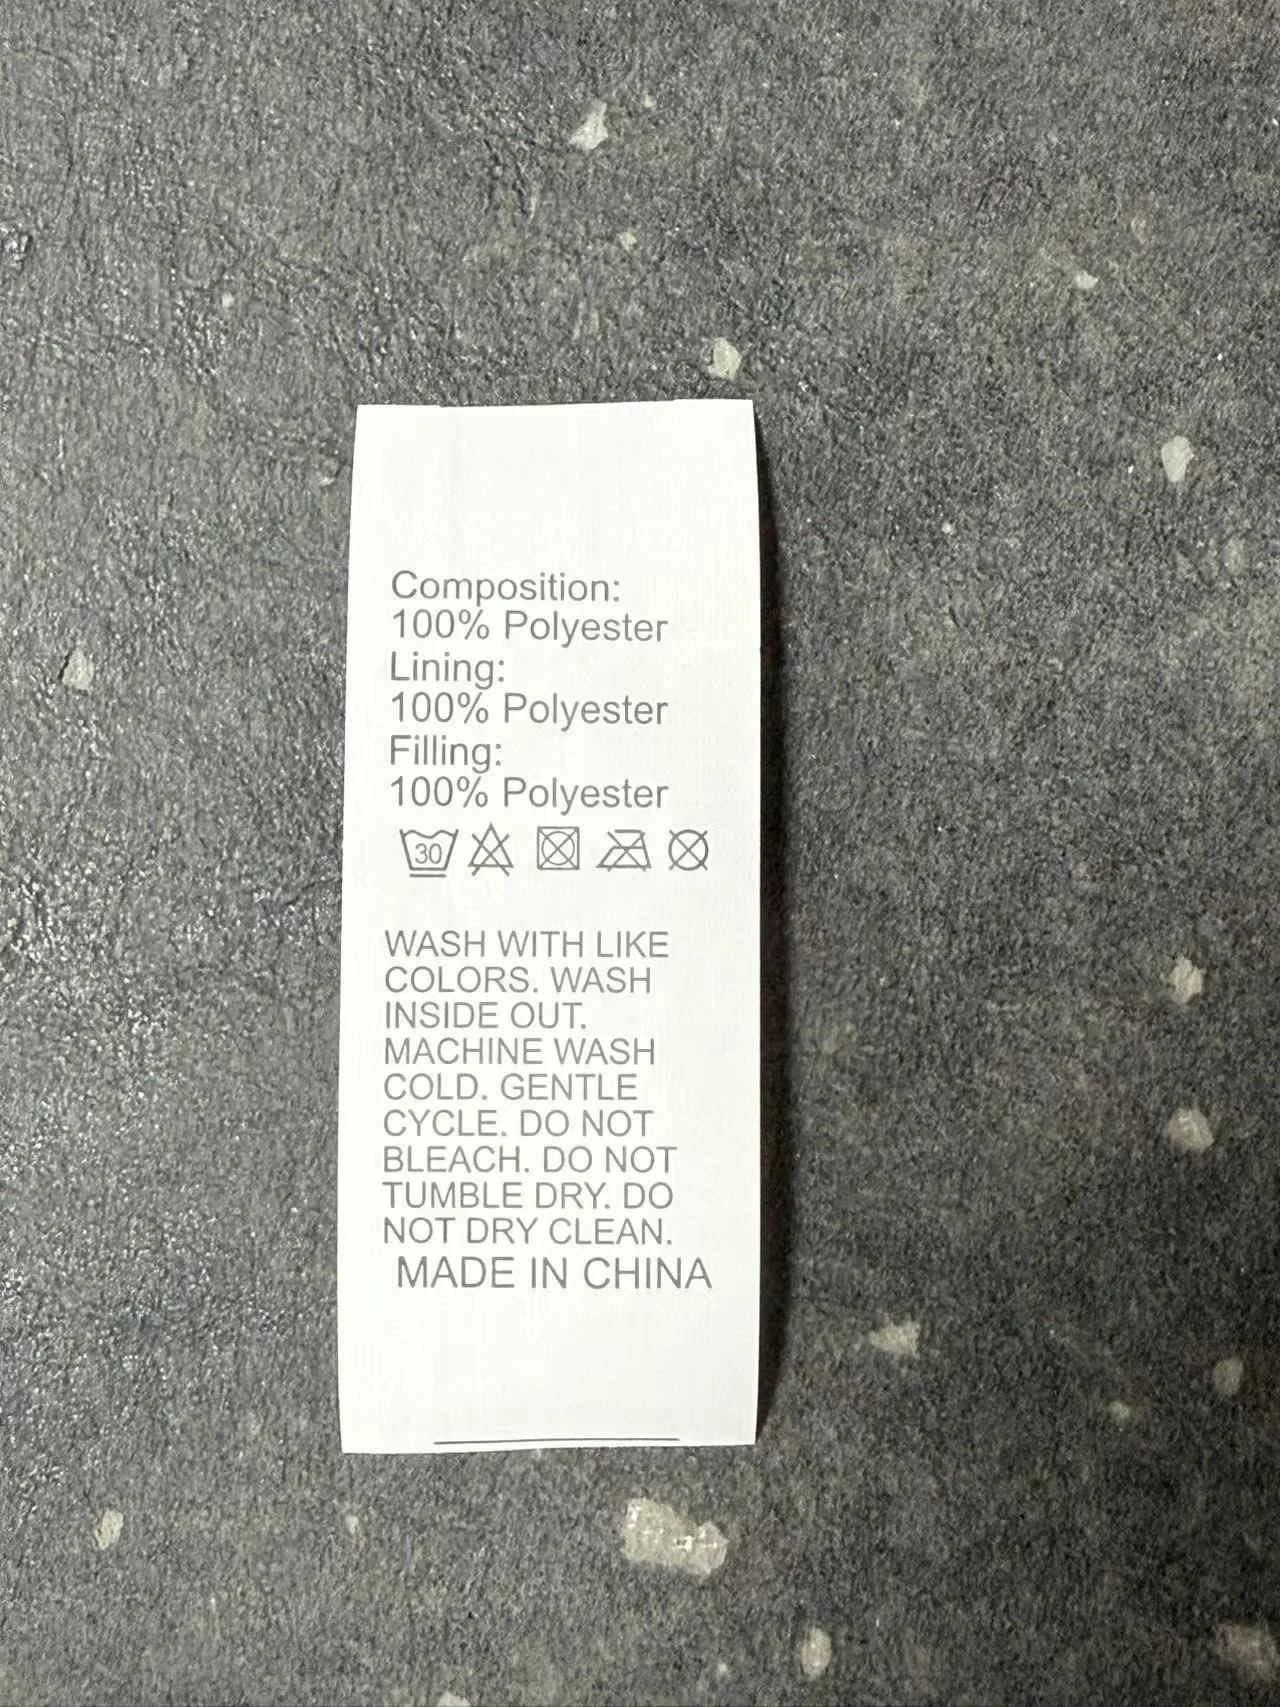 Composition:
100% Polyester
Lining:
100% Polyester
Filling:
100% Polyester
30
WASH WITH LIKE
COLORS. WASH
INSIDE OUT.
MACHINE WASH
COLD. GENTLE
CYCLE. DO NOT
BLEACH. DO NOT
TUMBLE DRY. DO
NOT DRY CLEAN.
MADE IN CHINA